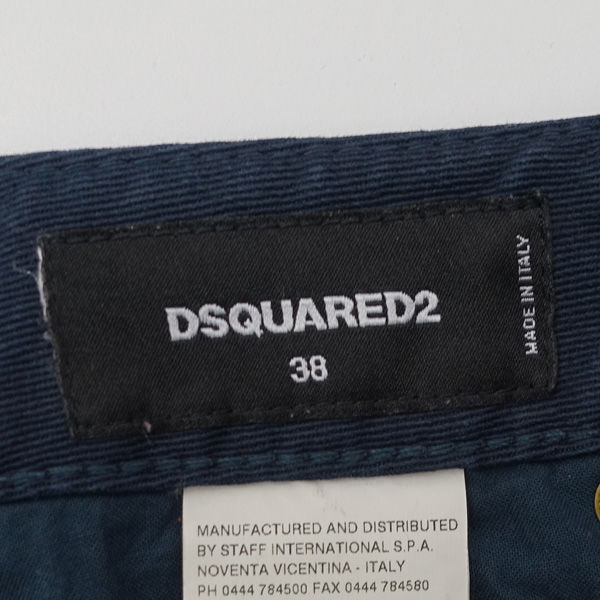 DSQUARED2
38
MADE IN ITALY
MANUFACTURED AND DISTRIBUTED
BY STAFF INTERNATIONAL S.P.A.
NOVENTA VICENTINA - ITALY
PH 0444 784500 FAX 0444 784580